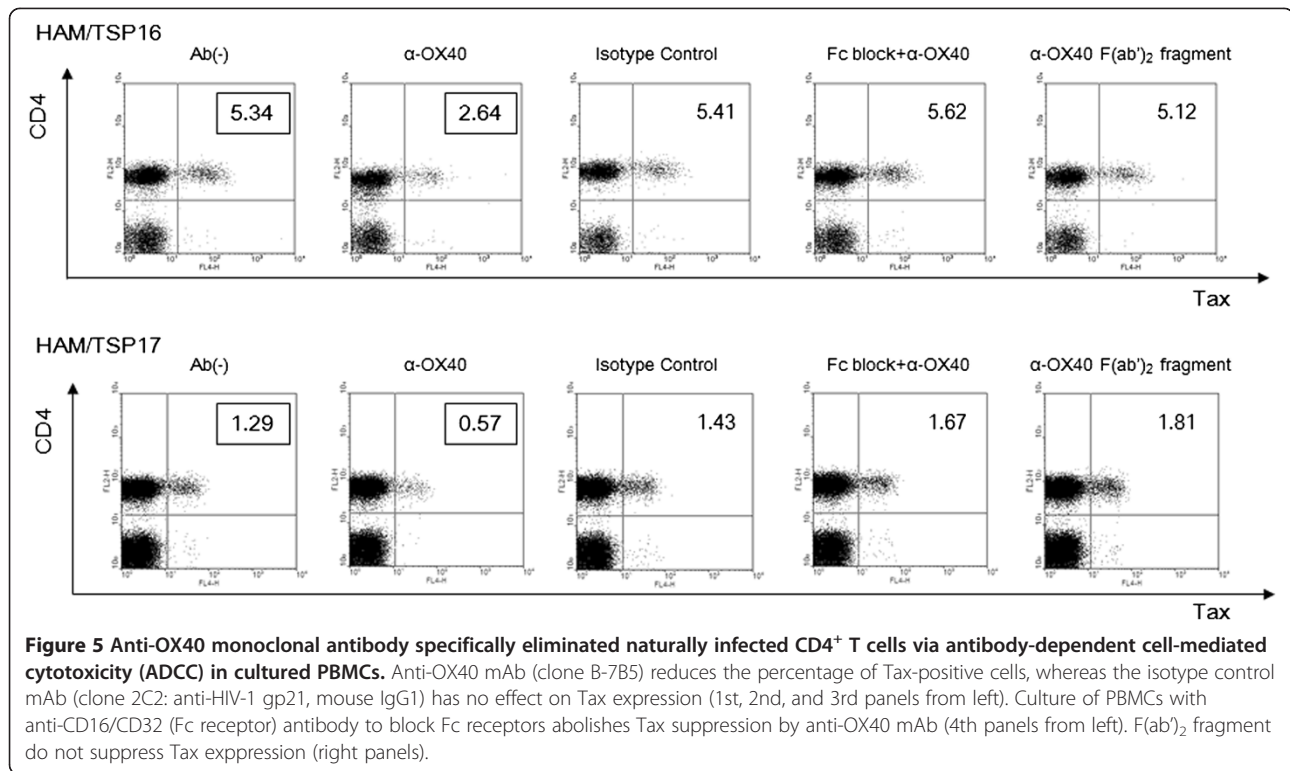 HAM/TSP16
Ab(-)
α-OX40
Isotype Control
Fc block+α-OX40
α-OX40 F(ab')₂ fragment
CD4
5.34
2.64
5.41
5.62
5.12
FL2-H
FL4-H
Tax
HAM/TSP17
Ab(-)
α-OX40
Isotype Control
Fc block+α-OX40
α-OX40 F(ab')₂ fragment
CD4
1.29
0.57
1.43
1.67
1.81
FL2-H
FL4-H
Tax
Figure 5 Anti-OX40 monoclonal antibody specifically eliminated naturally infected CD4⁺ T cells via antibody-dependent cell-mediated
cytotoxicity (ADCC) in cultured PBMCs. Anti-OX40 mAb (clone B-7B5) reduces the percentage of Tax-positive cells, whereas the isotype control
mAb (clone 2C2: anti-HIV-1 gp21, mouse IgG1) has no effect on Tax expression (1st, 2nd, and 3rd panels from left). Culture of PBMCs with
anti-CD16/CD32 (Fc receptor) antibody to block Fc receptors abolishes Tax suppression by anti-OX40 mAb (4th panels from left). F(ab')₂ fragment
do not suppress Tax exppression (right panels).